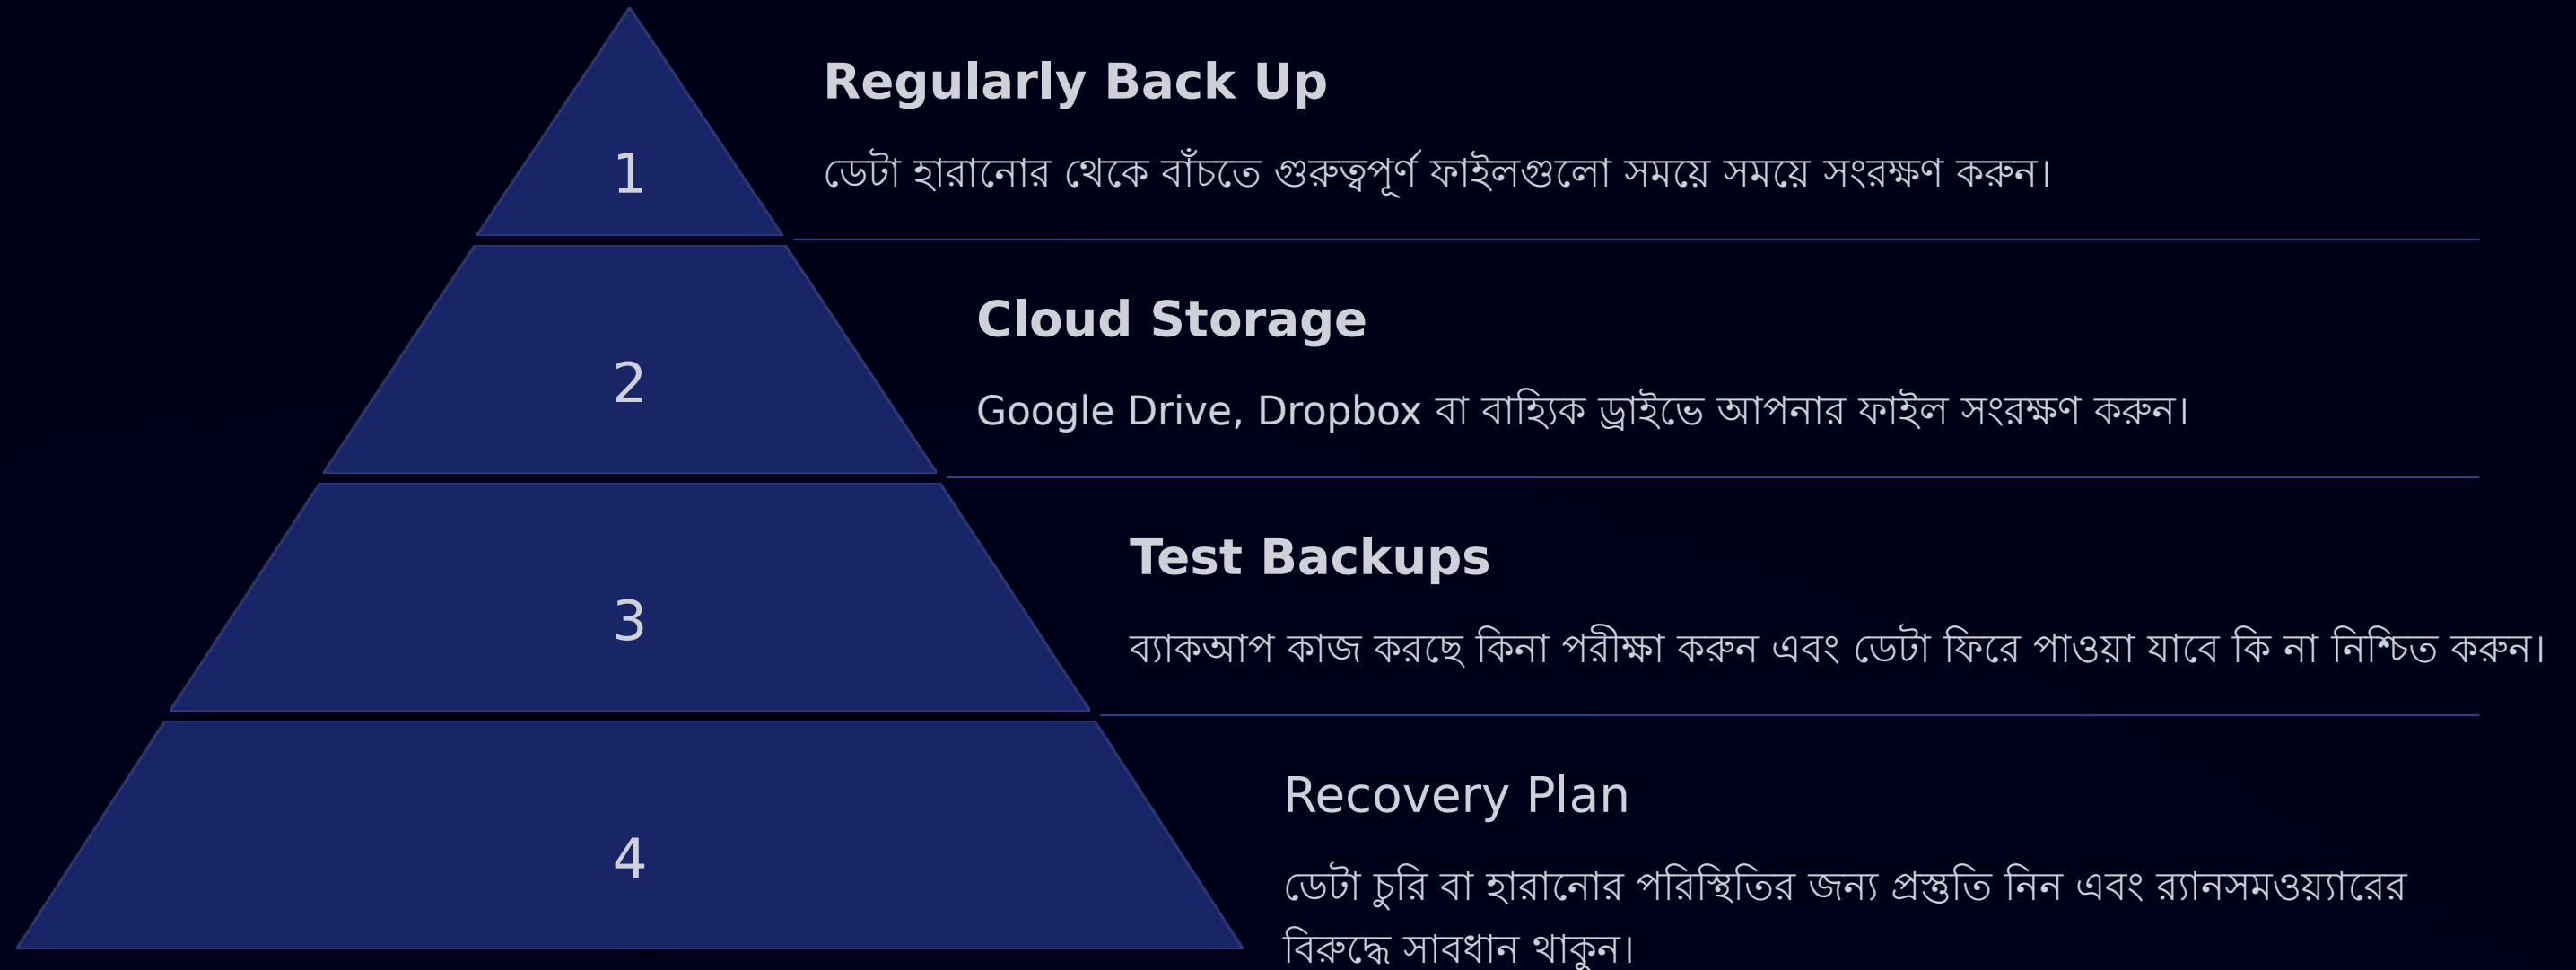 1
Regularly Back Up
ডেটা হারানোর থেকে বাঁচতে গুরুত্বপূর্ণ ফাইলগুলো সময়ে সময়ে সংরক্ষণ করুন।
2
Cloud Storage
Google Drive, Dropbox বা বাহ্যিক ড্রাইভে আপনার ফাইল সংরক্ষণ করুন।
3
Test Backups
ব্যাকআপ কাজ করছে কিনা পরীক্ষা করুন এবং ডেটা ফিরে পাওয়া যাবে কি না নিশ্চিত করুন।
4
Recovery Plan
ডেটা চুরি বা হারানোর পরিস্থিতির জন্য প্রস্তুতি নিন এবং র‍্যানসমওয়্যারের
বিরুদ্ধে সাবধান থাকুন।